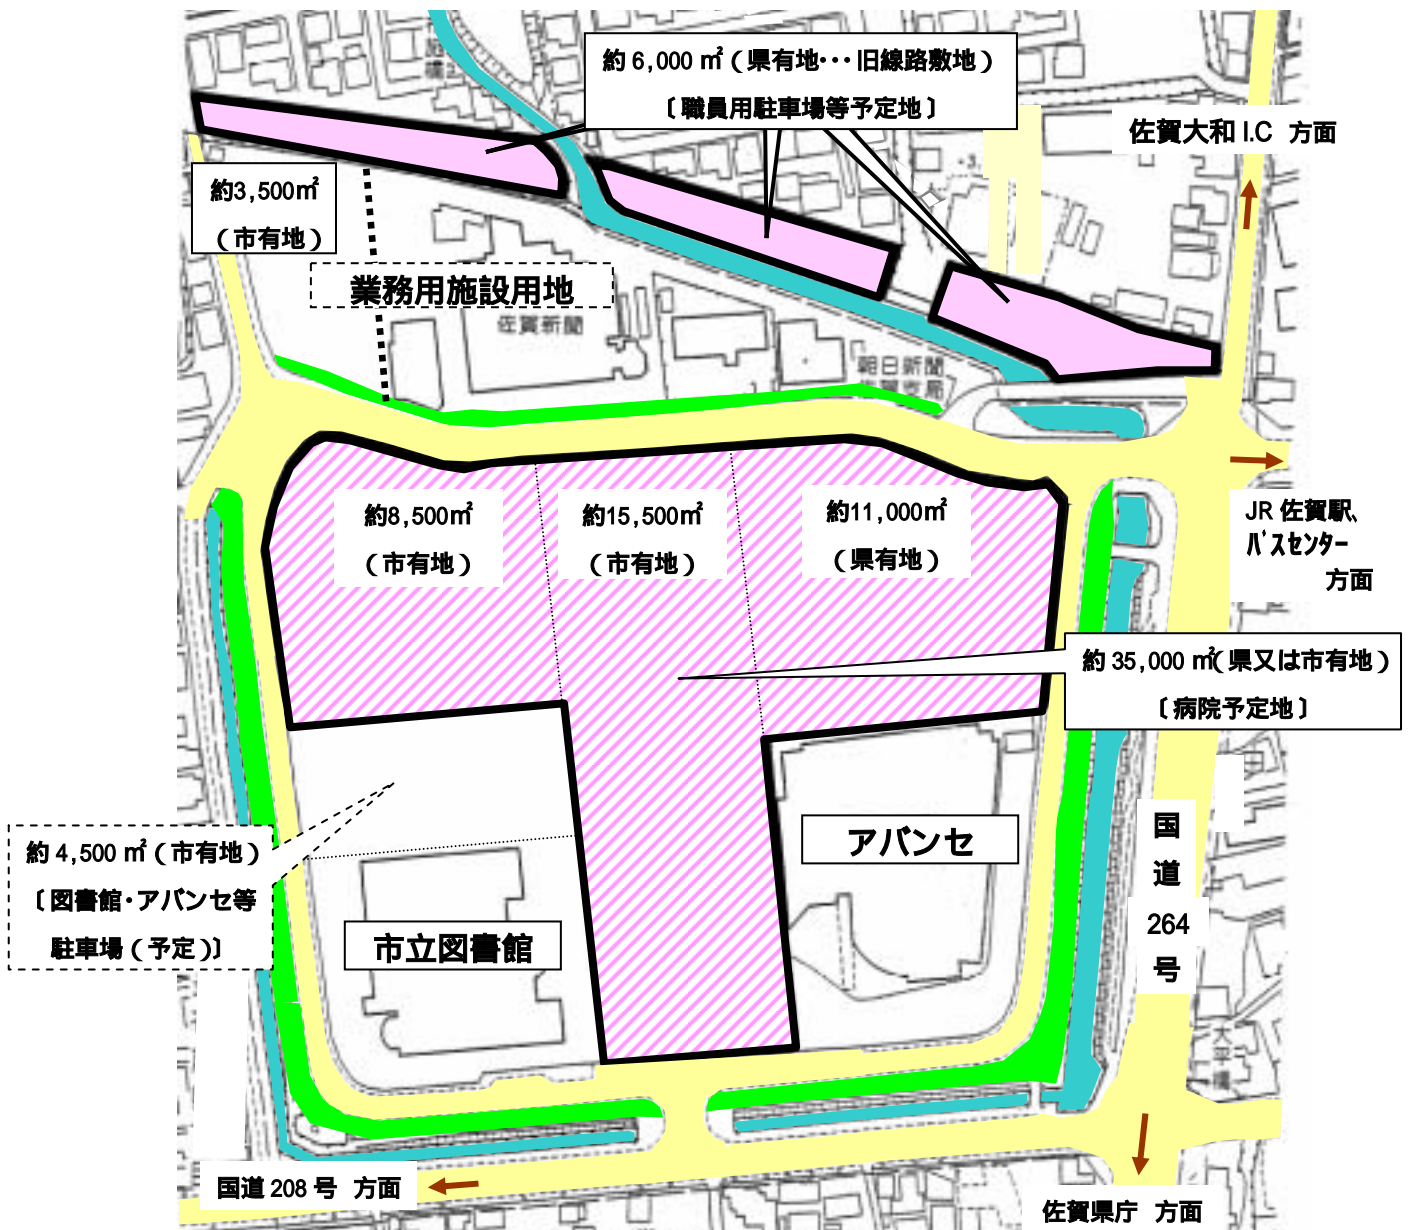 約 6,000 ㎡（県有地･･･旧線路敷地）
〔職員用駐車場等予定地〕
佐賀大和 I.C 方面
約3,500㎡
（市有地）
業務用施設用地
佐賀新聞
朝日新聞
約8,500㎡
（市有地）
約15,500㎡
（市有地）
約11,000㎡
（県有地）
JR 佐賀駅、
バスセンター
方面
約 35,000 ㎡（県又は市有地）
〔病院予定地〕
約 4,500 ㎡（市有地）
〔図書館・アバンセ等
駐車場（予定）〕
アバンセ
市立図書館
国
道
264
号
国道 208 号 方面
佐賀県庁 方面